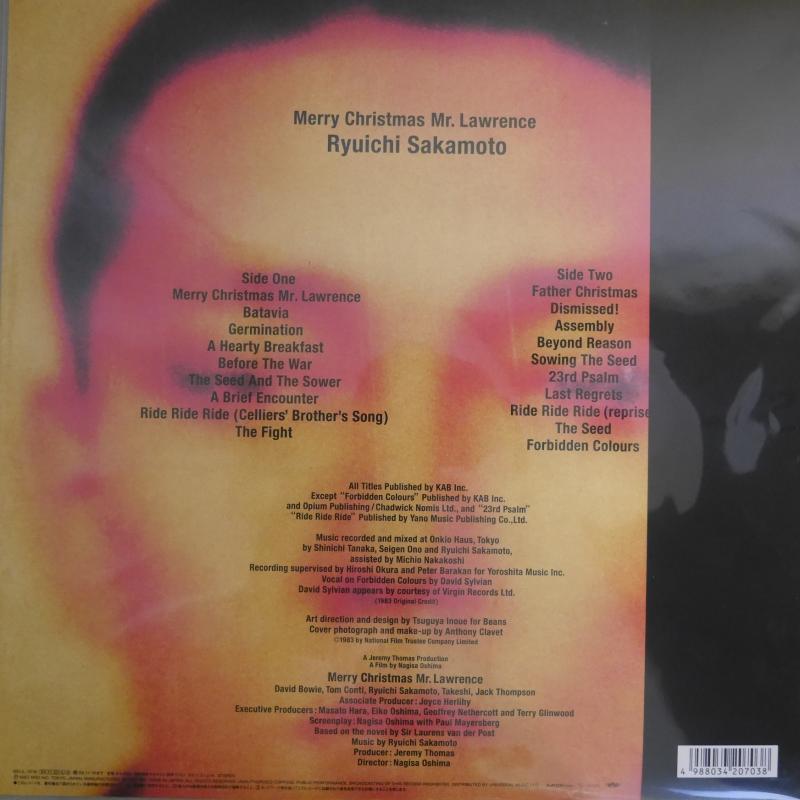 Merry Christmas Mr. Lawrence
Ryuichi Sakamoto
Side One
Merry Christmas Mr. Lawrence
Batavia
Germination
A Hearty Breakfast
Before The War
The Seed And The Sower
A Brief Encounter
Ride Ride Ride (Celliers' Brother's Song)
The Fight
Side Two
Father Christmas
Dismissed!
Assembly
Beyond Reason
Sowing The Seed
23rd Psalm
Last Regrets
Ride Ride Ride (reprise
The Seed
Forbidden Colours
All Titles Published by KAB Inc.
Except "Forbidden Colours" Published by KAB Inc.
and Opium Publishing/Chadwick Nomis Ltd., and "23rd Psalm"
"Ride Ride Ride" Published by Yano Music Publishing Co.,Ltd.
Music recorded and mixed at Onkio Haus, Tokyo
by Shinichi Tanaka, Seigen Ono and Ryuichi Sakamoto,
assisted by Michio Nakakoshi
Recording supervised by Hiroshi Okura and Peter Barakan for Yoroshita Music Inc.
Vocal on Forbidden Colours by David Sylvian
David Sylvian appears by courtesy of Virgin Records Ltd.
(1983 Original Credit)
Art direction and design by Tsuguya Inoue for Beans
Cover photograph and make-up by Anthony Clavet
©1983 by National Film Trustee Company Limited
A Jeremy Thomas Production
A Film by Nagisa Oshima
Merry Christmas Mr. Lawrence
David Bowie, Tom Conti, Ryuichi Sakamoto, Takeshi, Jack Thompson
Associate Producer: Joyce Herlihy
Executive Producers: Masato Hara, Eiko Oshima, Geoffrey Nethercott and Terry Glinwood
Screenplay: Nagisa Oshima with Paul Mayersberg
Based on the novel by Sir Laurens van der Post
Music by Ryuichi Sakamoto
Producer: Jeremy Thomas
Director: Nagisa Oshima
4 988034 207038